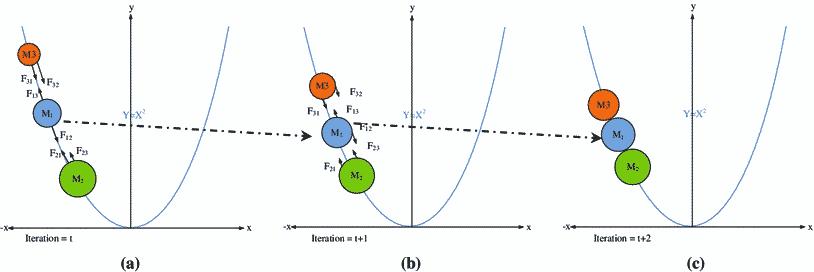 y
M3
F31
F32
F13
M1
Y=X2
F12
F21
F23
M2
-x
x
Iteration = t
(a)
y
M3
F32
F31
F13
Y=X2
F12
M1
F23
F21
M2
-x
x
Iteration = t+1
(b)
y
M3
Y=X2
M1
M2
-x
x
Iteration = t+2
(c)